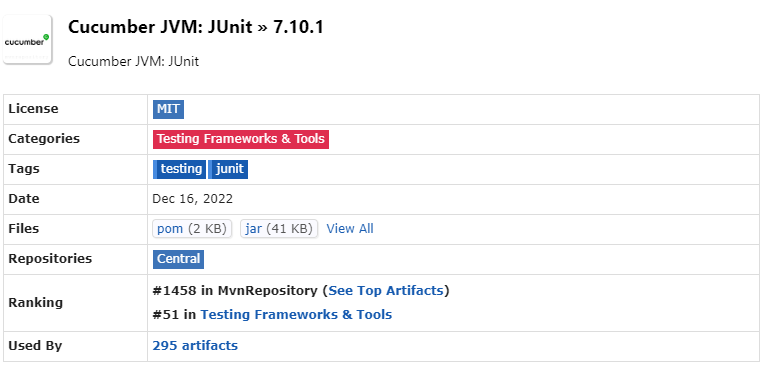 cucumber
Cucumber JVM: JUnit » 7.10.1
Cucumber JVM: JUnit
License MIT
Categories Testing Frameworks & Tools
Tags testing junit
Date Dec 16, 2022
Files pom (2 KB) jar (41 KB) View All
Repositories Central
Ranking #1458 in MvnRepository (See Top Artifacts)
#51 in Testing Frameworks & Tools
Used By 295 artifacts